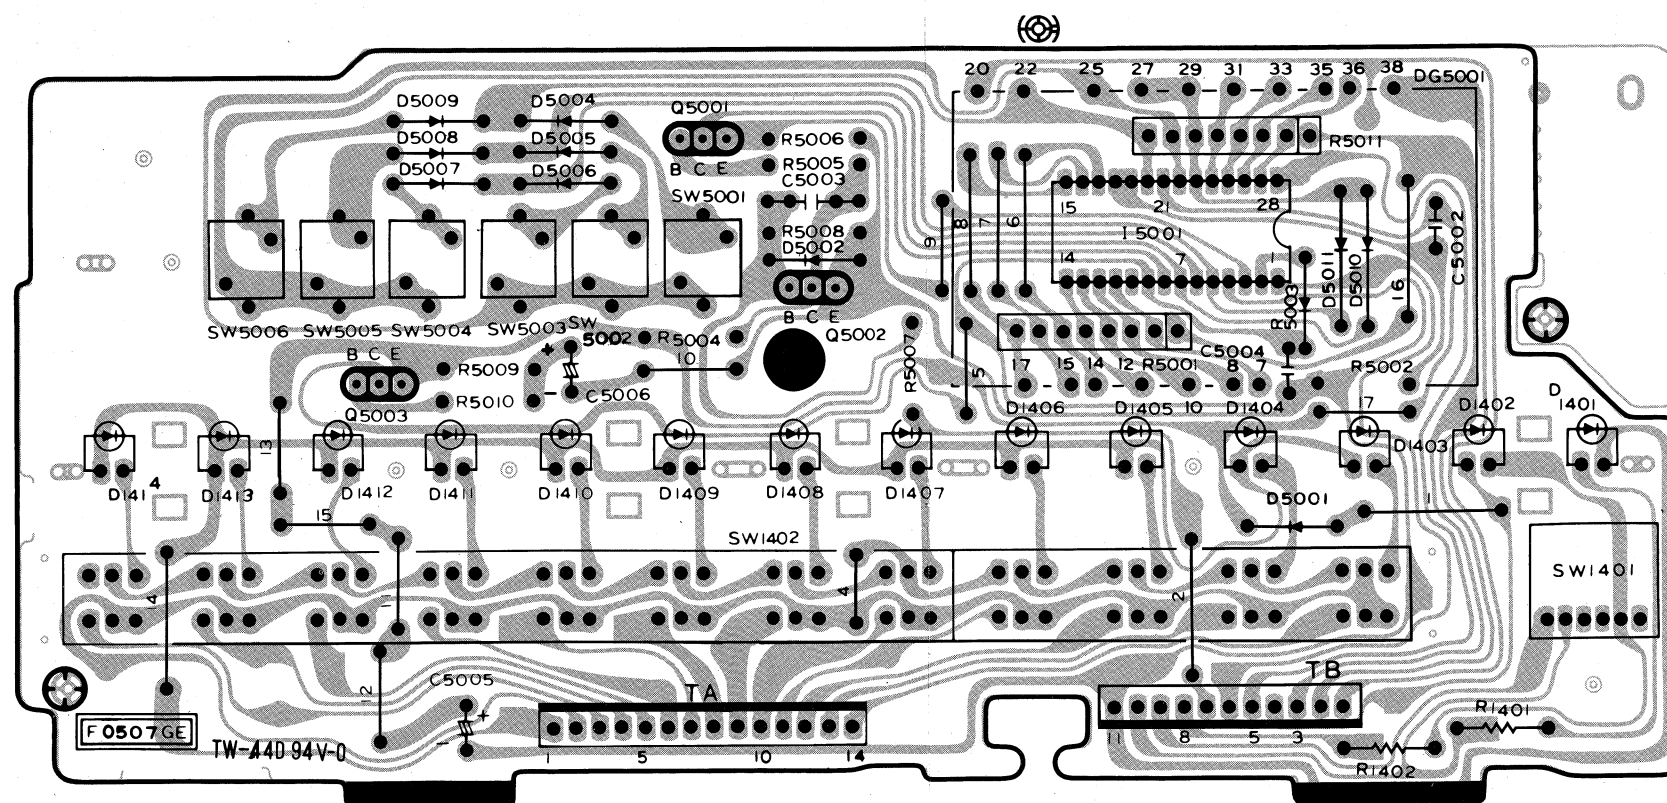 20 22 25 27 29 31 33 35 36 38 DG5001
D5009 D5004 Q5001
D5008 D5005 R5006 R5011
D5007 D5006 B C E R5005
C5003
SW5001
15 21 28
R5008
9 8 7 6 I5001
D5002
14 7 1
D5011 D5010 16 C5002
R5003
B C E
SW5006 SW5005 SW5004 SW5003 SW5002 R5004 Q5002
+
B C E R5009 10 R5007 5 17 15 14 12 R5001 C5004 8 7 R5002
- C5006
Q5003 R5010
D1406 D1405 10 D1404 17 D1402 D1401
13 D1403
D1414 D1413 D1412 D1411 D1410 D1409 D1408 D1407
15 D5001 1
SW1402
4 11 4 2 SW1401
12 C5005 TA TB
+
-
R1401
F0507GE TW-44D 94V-0
1 5 10 14 11 8 5 3
R1402